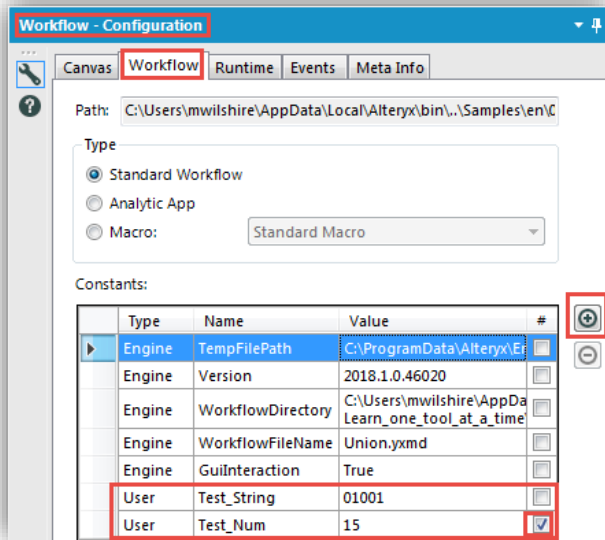 Workflow - Configuration
Canvas Workflow Runtime Events Meta Info
Path: C:\Users\mwilshire\AppData\Local\Alteryx\bin\..\Samples\en\
Type
Standard Workflow
Analytic App
Macro: Standard Macro
Constants:
Type Name Value #
Engine TempFilePath C:\ProgramData\Alteryx\
Engine Version 2018.1.0.46020
Engine WorkflowDirectory C:\Users\mwilshire\AppDa
Learn_one_tool_at_a_time
Engine WorkflowFileName Union.yxmd
Engine GuiInteraction True
User Test_String 01001
User Test_Num 15